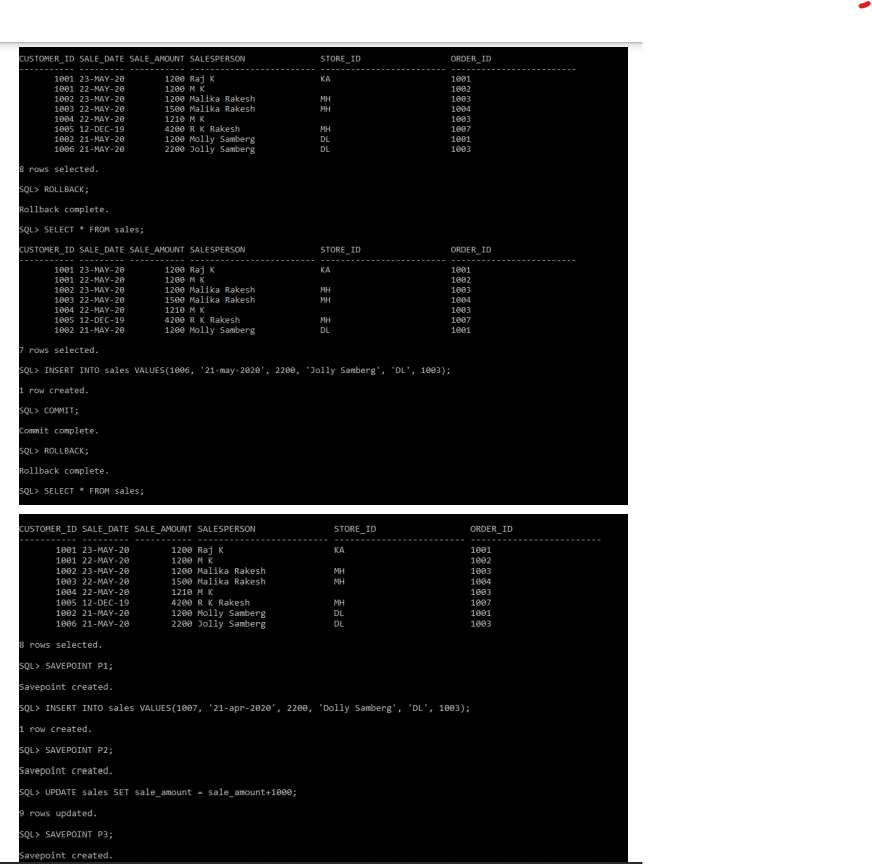 CUSTOMER_ID SALE_DATE SALE_AMOUNT SALESPERSON STORE_ID ORDER_ID
----------- --------- ----------- ------------------------- ------------------------- -------------------------
1001 23-MAY-20 1200 Raj K KA 1001
1001 22-MAY-20 1200 M K 1002
1002 23-MAY-20 1200 Malika Rakesh MH 1003
1003 22-MAY-20 1500 Malika Rakesh MH 1004
1004 22-MAY-20 1210 M K 1003
1005 12-DEC-19 4200 R K Rakesh MH 1007
1002 21-MAY-20 1200 Molly Samberg DL 1001
1006 21-MAY-20 2200 Jolly Samberg DL 1003
8 rows selected.
SQL> ROLLBACK;
Rollback complete.
SQL> SELECT * FROM sales;
CUSTOMER_ID SALE_DATE SALE_AMOUNT SALESPERSON STORE_ID ORDER_ID
----------- --------- ----------- ------------------------- ------------------------- -------------------------
1001 23-MAY-20 1200 Raj K KA 1001
1001 22-MAY-20 1200 M K 1002
1002 23-MAY-20 1200 Malika Rakesh MH 1003
1003 22-MAY-20 1500 Malika Rakesh MH 1004
1004 22-MAY-20 1210 M K 1003
1005 12-DEC-19 4200 R K Rakesh MH 1007
1002 21-MAY-20 1200 Molly Samberg DL 1001
7 rows selected.
SQL> INSERT INTO sales VALUES(1006, '21-may-2020', 2200, 'Jolly Samberg', 'DL', 1003);
1 row created.
SQL> COMMIT;
Commit complete.
SQL> ROLLBACK;
Rollback complete.
SQL> SELECT * FROM sales;
CUSTOMER_ID SALE_DATE SALE_AMOUNT SALESPERSON STORE_ID ORDER_ID
----------- --------- ----------- ------------------------- ------------------------- -------------------------
1001 23-MAY-20 1200 Raj K KA 1001
1001 22-MAY-20 1200 M K 1002
1002 23-MAY-20 1200 Malika Rakesh MH 1003
1003 22-MAY-20 1500 Malika Rakesh MH 1004
1004 22-MAY-20 1210 M K 1003
1005 12-DEC-19 4200 R K Rakesh MH 1007
1002 21-MAY-20 1200 Molly Samberg DL 1001
1006 21-MAY-20 2200 Jolly Samberg DL 1003
8 rows selected.
SQL> SAVEPOINT P1;
Savepoint created.
SQL> INSERT INTO sales VALUES(1007, '21-apr-2020', 2200, 'Dolly Samberg', 'DL', 1003);
1 row created.
SQL> SAVEPOINT P2;
Savepoint created.
SQL> UPDATE sales SET sale_amount = sale_amount+1000;
9 rows updated.
SQL> SAVEPOINT P3;
Savepoint created.